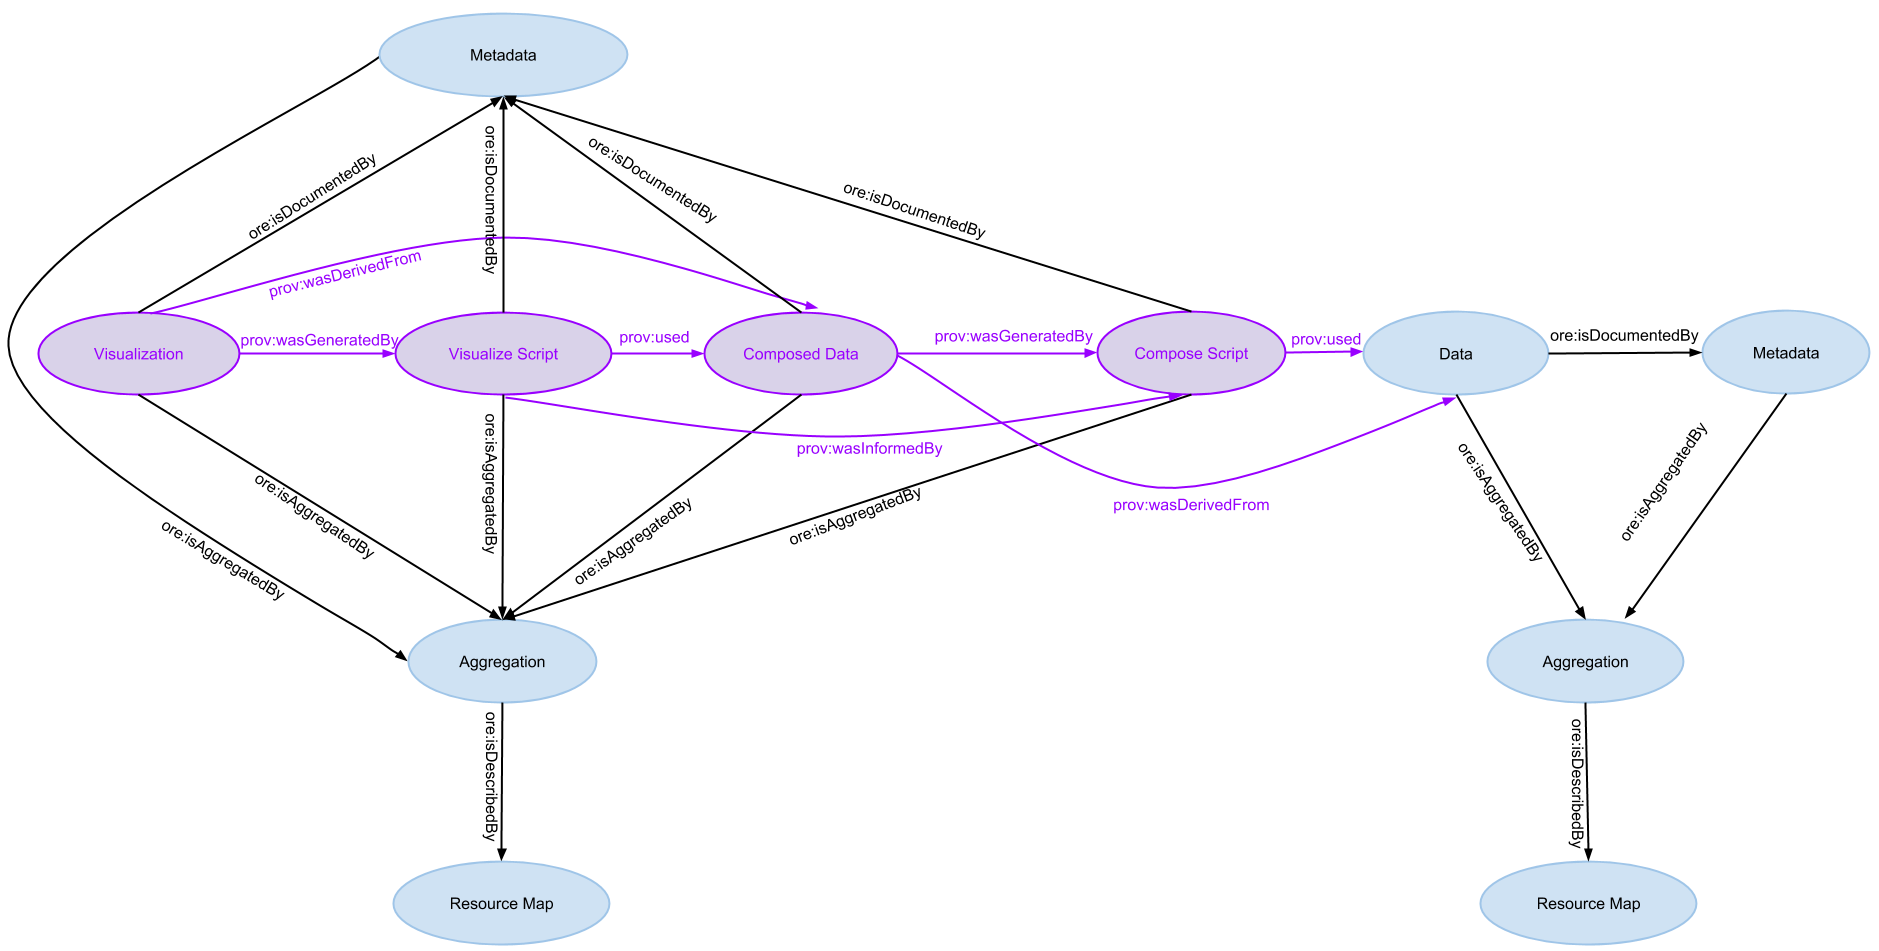 Metadata
ore:isDocumentedBy
ore:isDocumentedBy
ore:isDocumentedBy
ore:isDocumentedBy
prov:wasDerivedFrom
Visualization
prov:wasGeneratedBy
Visualize Script
prov:used
Composed Data
prov:wasGeneratedBy
Compose Script
prov:used
Data
ore:isDocumentedBy
Metadata
prov:wasInformedBy
prov:wasDerivedFrom
ore:isAggregatedBy
ore:isAggregatedBy
ore:isAggregatedBy
ore:isAggregatedBy
ore:isAggregatedBy
ore:isAggregatedBy
ore:isAggregatedBy
Aggregation
Aggregation
ore:isDescribedBy
ore:isDescribedBy
Resource Map
Resource Map